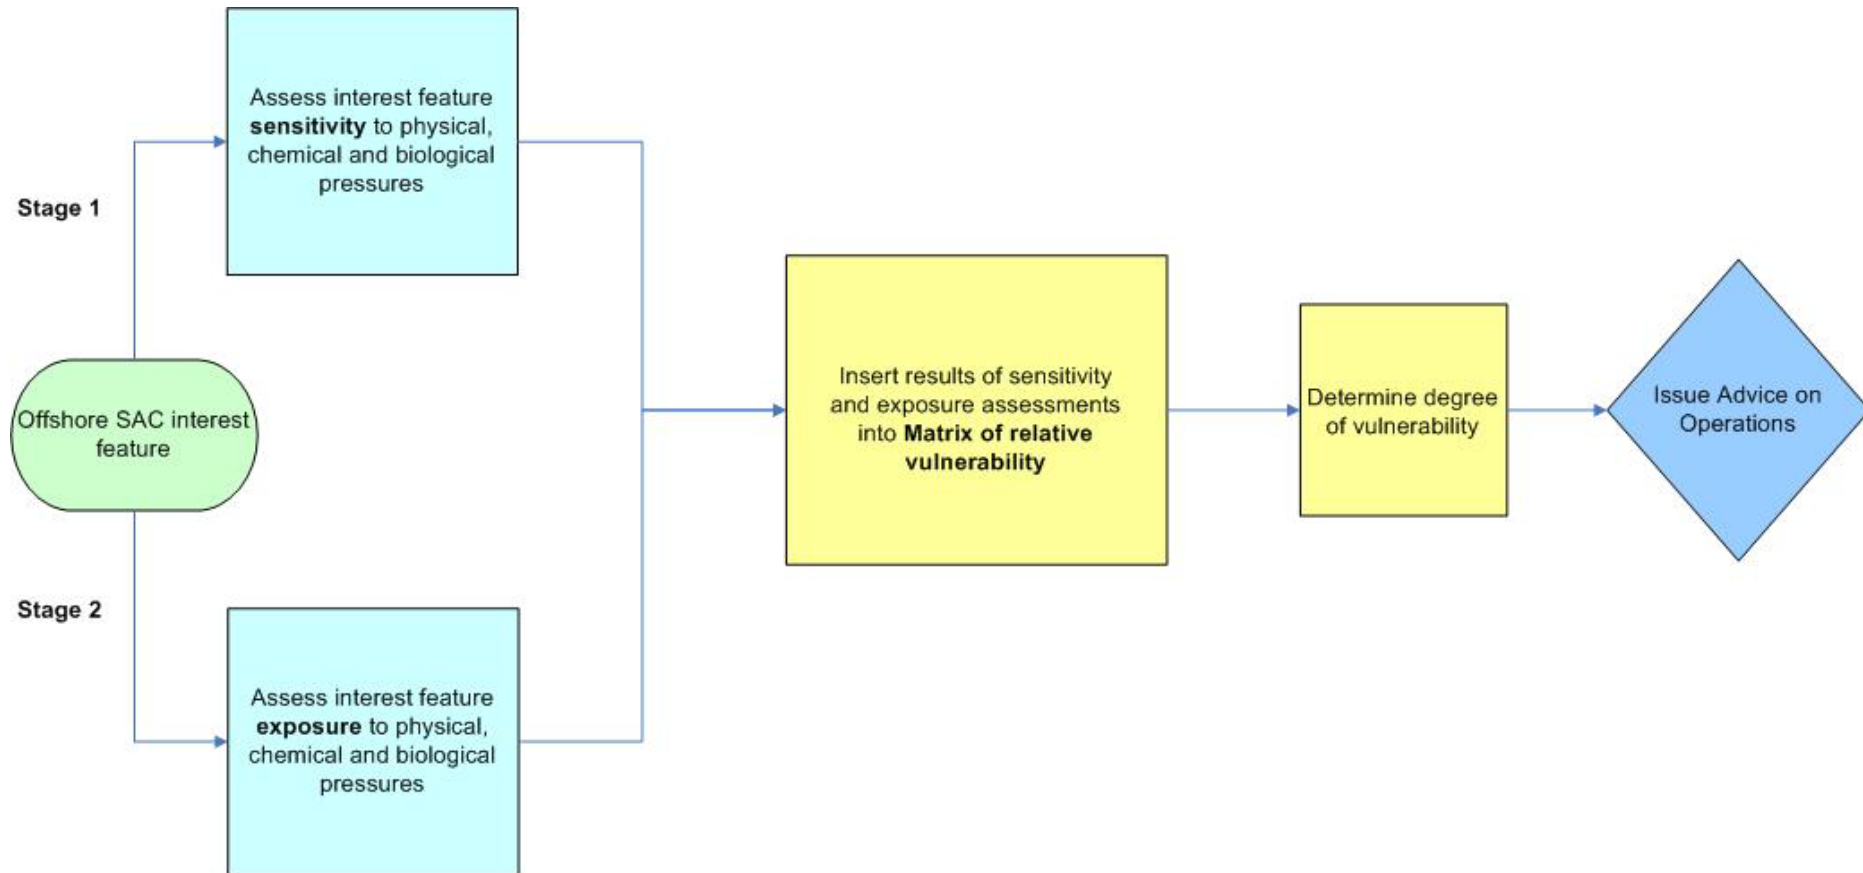 Assess interest feature
sensitivity to physical,
chemical and biological
pressures
Stage 1
Offshore SAC interest
feature
Stage 2
Assess interest feature
exposure to physical,
chemical and biological
pressures
Insert results of sensitivity
and exposure assessments
into Matrix of relative
vulnerability
Determine degree
of vulnerability
Issue Advice on
Operations